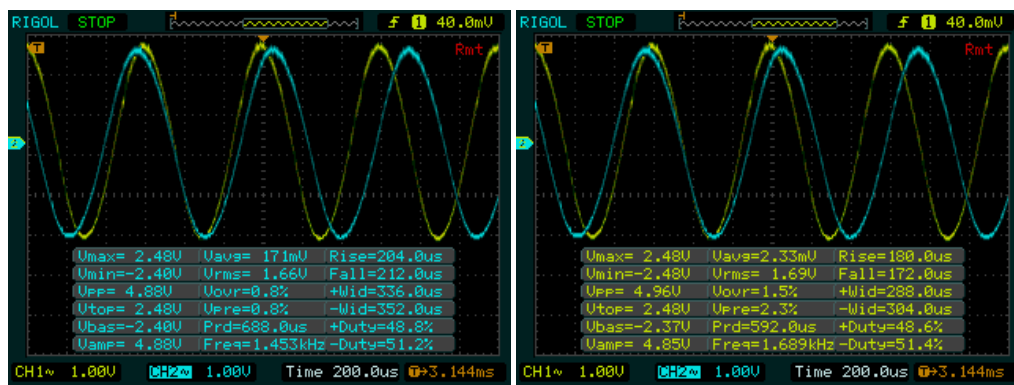 RIGOL STOP f 1 40.0mV
T
Rmt
Vmax= 2.48V Vavg= 171mV Rise=204.0us
Vmin=-2.40V Vrms= 1.66V Fall=212.0us
Vpp= 4.88V Vovr=0.8% +Wid=336.0us
Vtop= 2.48V Vpre=0.8% -Wid=352.0us
Vbas=-2.40V Prd=688.0us +Duty=48.8%
Vamp= 4.88V Freq=1.453kHz -Duty=51.2%
CH1~ 1.00V CH2~ 1.00V Time 200.0us T→3.144ms
RIGOL STOP f 1 40.0mV
T
Rmt
Vmax= 2.48V Vavg=2.33mV Rise=180.0us
Vmin=-2.48V Vrms= 1.69V Fall=172.0us
Vpp= 4.96V Vovr=1.5% +Wid=288.0us
Vtop= 2.48V Vpre=2.3% -Wid=304.0us
Vbas=-2.37V Prd=592.0us +Duty=48.6%
Vamp= 4.85V Freq=1.689kHz -Duty=51.4%
CH1~ 1.00V CH2~ 1.00V Time 200.0us T→3.144ms